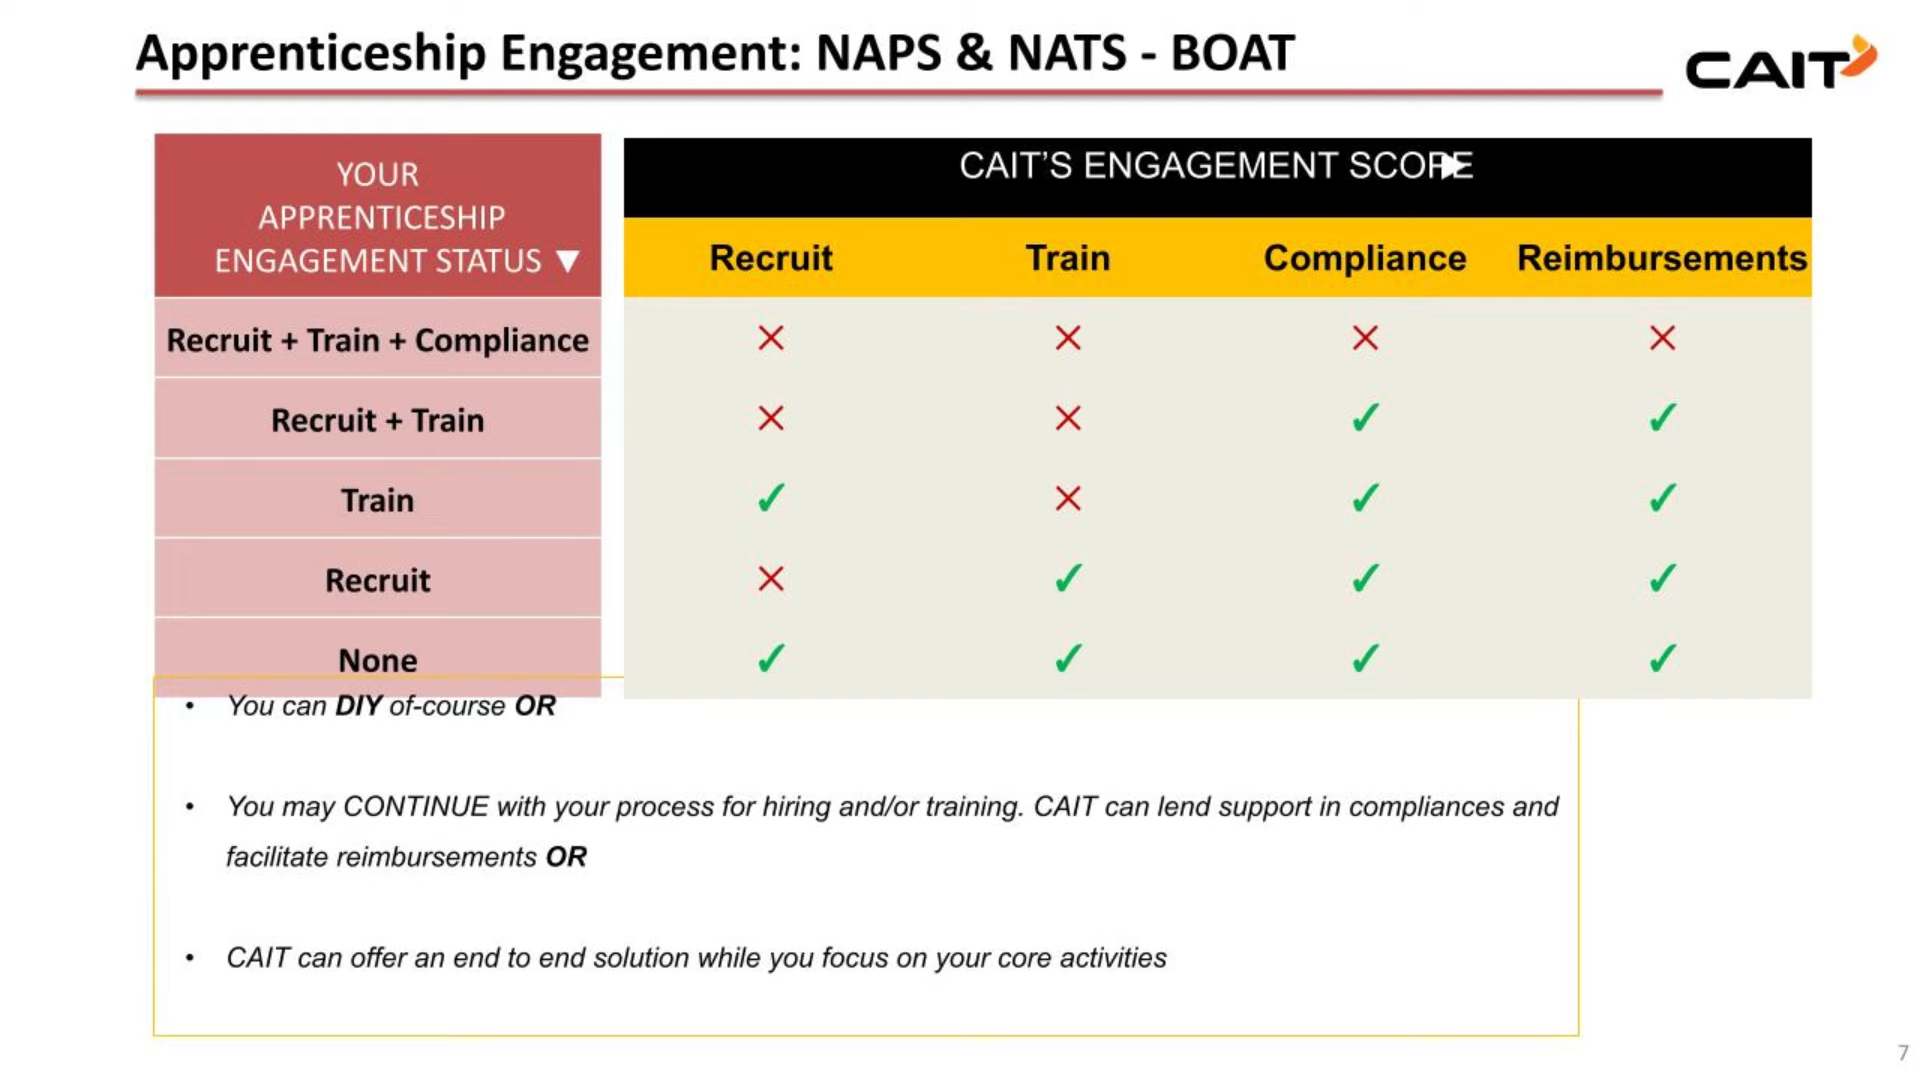 Apprenticeship Engagement: NAPS & NATS - BOAT
CAIT
YOUR
APPRENTICESHIP
ENGAGEMENT STATUS ▼
CAIT'S ENGAGEMENT SCOPE ►
Recruit Train Compliance Reimbursements
Recruit + Train + Compliance ✕ ✕ ✕ ✕
Recruit + Train ✕ ✕ ✓ ✓
Train ✓ ✕ ✓ ✓
Recruit ✕ ✓ ✓ ✓
None ✓ ✓ ✓ ✓
• You can DIY of-course OR
• You may CONTINUE with your process for hiring and/or training. CAIT can lend support in compliances and
facilitate reimbursements OR
• CAIT can offer an end to end solution while you focus on your core activities
7